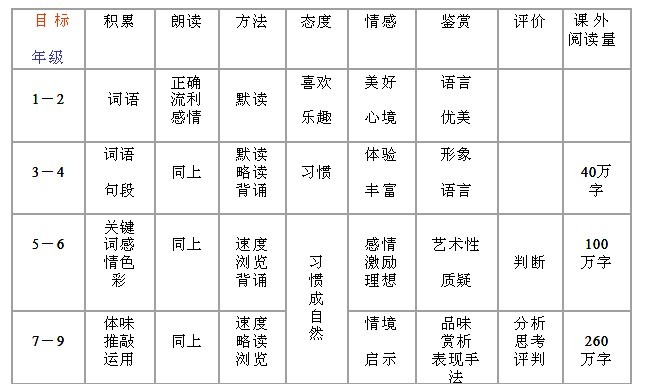 目标 积累 朗读 方法 态度 情感 鉴赏 评价 课外阅读量
年级
1－2 词语 正确流利感情 默读 喜欢乐趣 美好心境 语言优美
3－4 词语句段 同上 默读略读背诵 习惯 体验丰富 形象语言 40万字
5－6 关键词感情色彩 同上 速度浏览背诵 习惯成自然 感情激励理想 艺术性质疑 判断 100万字
7－9 体味推敲运用 同上 速度略读浏览 情境启示 品味赏析表现手法 分析思考评判 260万字